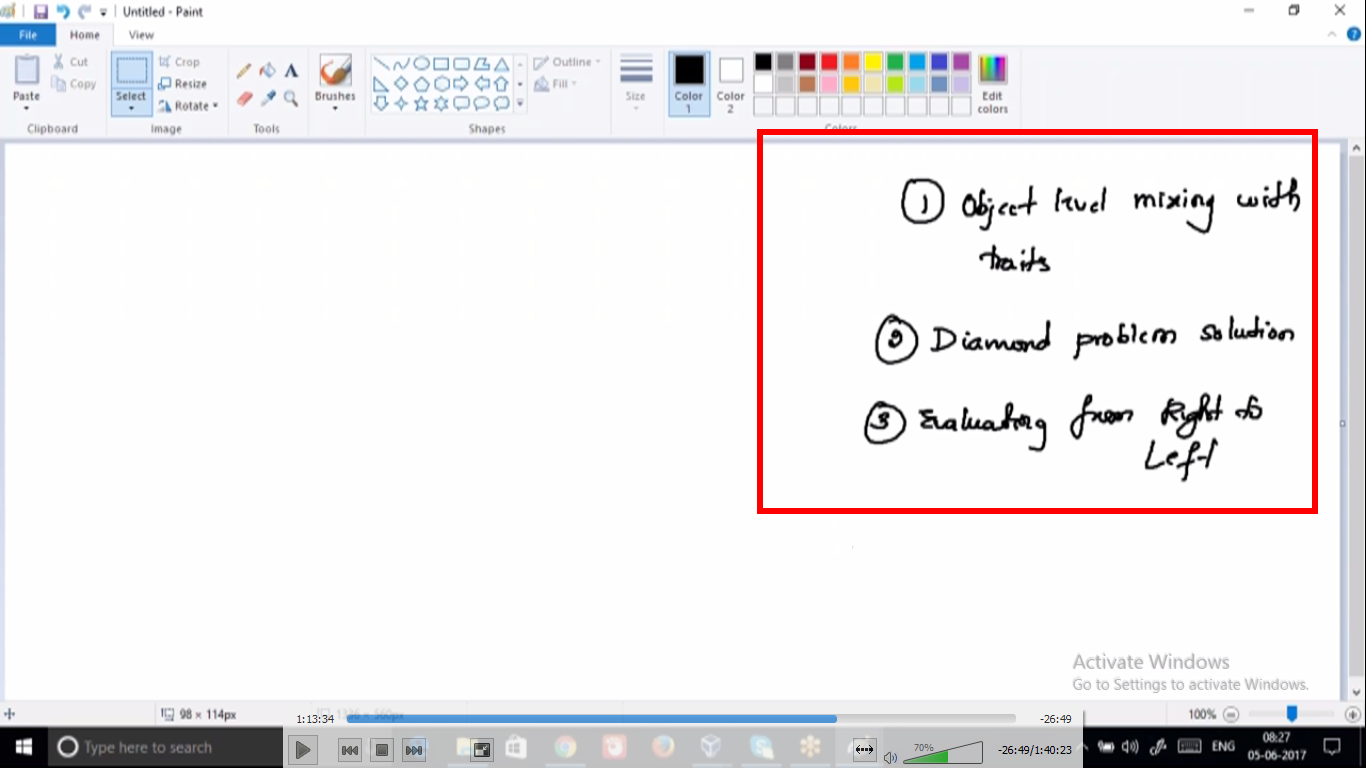 Untitled - Paint
File Home View
Paste Cut Copy
Select Crop Resize Rotate
Brushes
Outline
Fill
Size
Color 1 Color 2
Edit colors
Clipboard Image Tools Shapes Colors
1 Object level mixing with
traits
2 Diamond problem solution
3 Evaluating from Right to
Left
Activate Windows
Go to Settings to activate Windows.
98 × 114px
1336 × 560px
100%
1:13:34
-26:49
Type here to search
70%
-26:49/1:40:23
ENG
08:27
05-06-2017